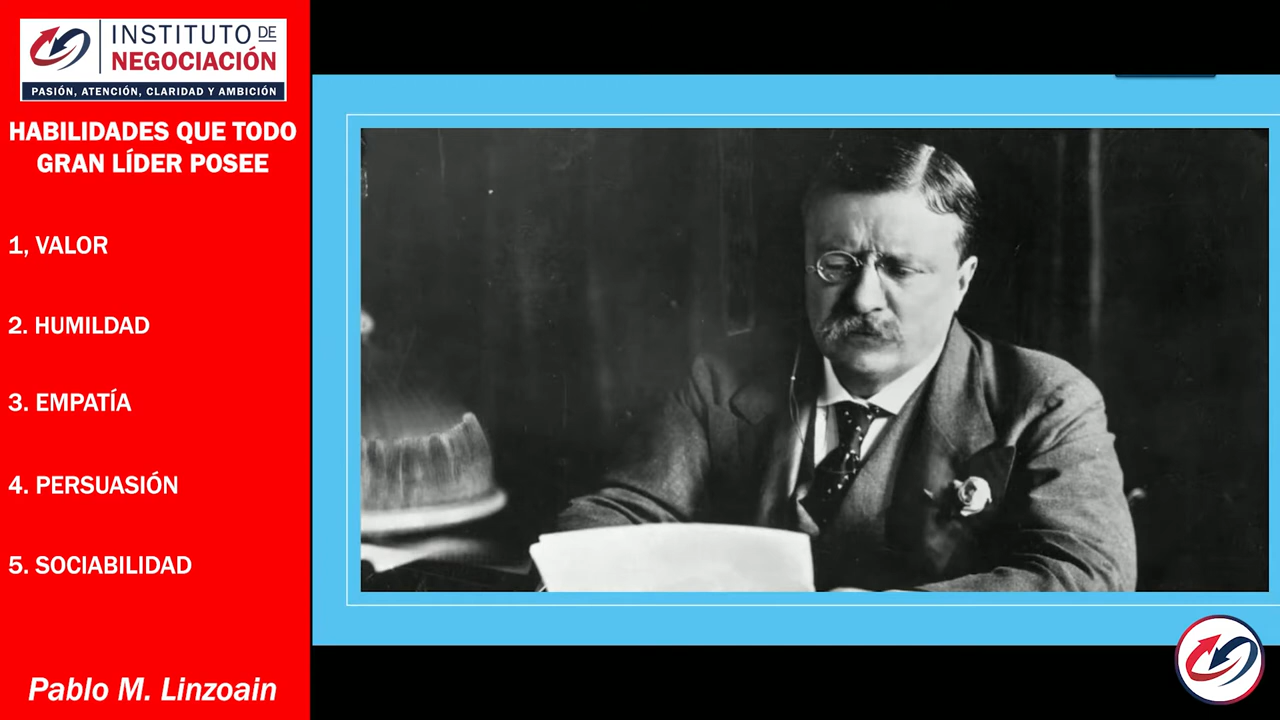 INSTITUTO DE
NEGOCIACIÓN
PASIÓN, ATENCIÓN, CLARIDAD Y AMBICIÓN
HABILIDADES QUE TODO
GRAN LÍDER POSEE
1, VALOR
2. HUMILDAD
3. EMPATÍA
4. PERSUASIÓN
5. SOCIABILIDAD
Pablo M. Linzoain